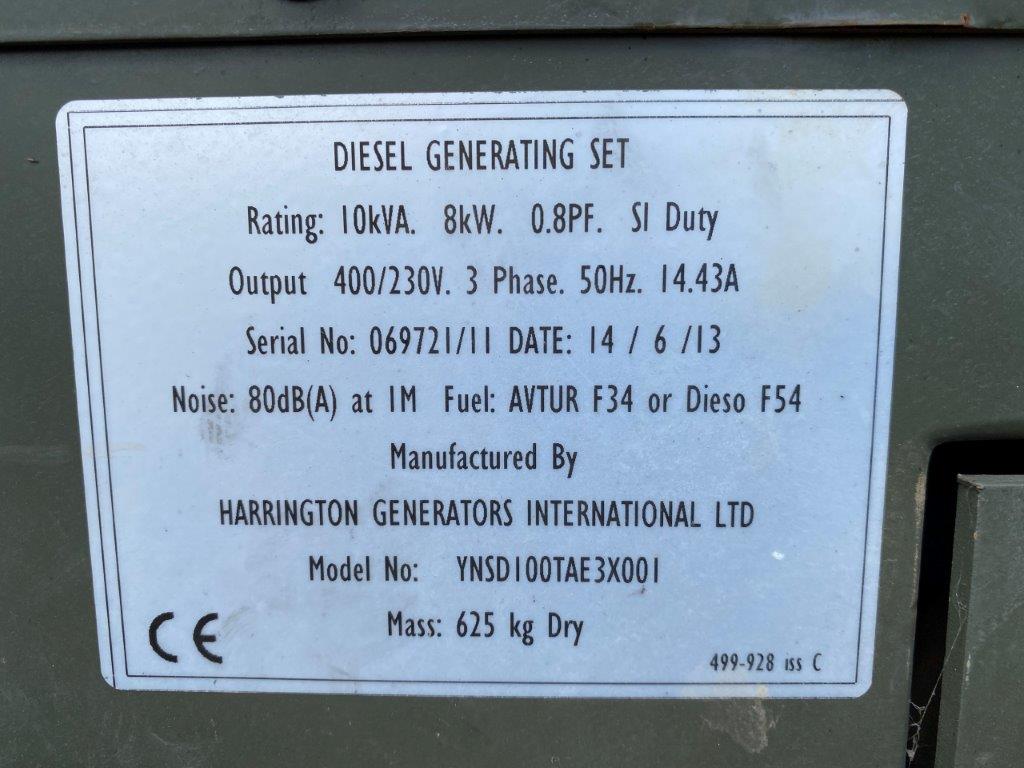 DIESEL GENERATING SET
Rating: 10kVA. 8kW. 0.8PF. S1 Duty
Output 400/230V. 3 Phase. 50Hz. 14.43A
Serial No: 069721/11 DATE: 14 / 6 /13
Noise: 80dB(A) at 1M Fuel: AVTUR F34 or Dieso F54
Manufactured By
HARRINGTON GENERATORS INTERNATIONAL LTD
Model No: YNSD100TAE3X001
Mass: 625 kg Dry
CE
499-928 iss C